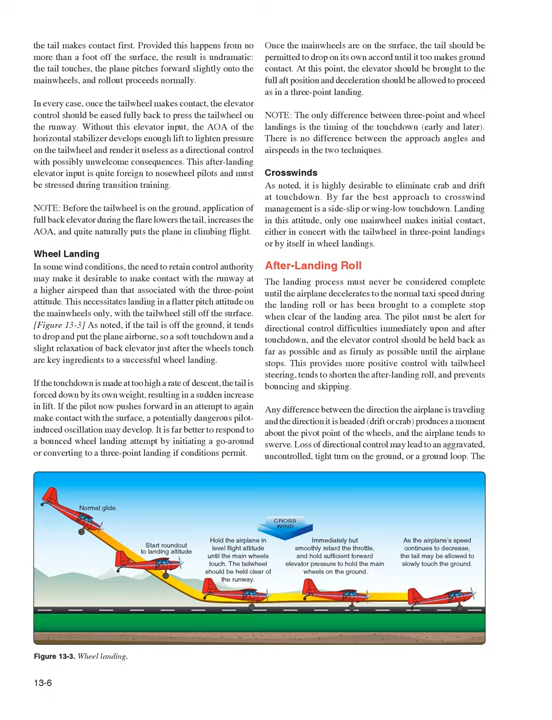 the tail makes contact first. Provided this happens from no
more than a foot off the surface, the result is undramatic:
the tail touches, the plane pitches forward slightly onto the
mainwheels, and rollout proceeds normally.
In every case, once the tailwheel makes contact, the elevator
control should be eased fully back to press the tailwheel on
the runway. Without this elevator input, the AOA of the
horizontal stabilizer develops enough lift to lighten pressure
on the tailwheel and render it useless as a directional control
with possibly unwelcome consequences. This after-landing
elevator input is quite foreign to nosewheel pilots and must
be stressed during transition training.
NOTE: Before the tailwheel is on the ground, application of
full back elevator during the flare lowers the tail, increases the
AOA, and quite naturally puts the plane in climbing flight.
Wheel Landing
In some wind conditions, the need to retain control authority
may make it desirable to make contact with the runway at
a higher airspeed than that associated with the three-point
attitude. This necessitates landing in a flatter pitch attitude on
the mainwheels only, with the tailwheel still off the surface.
[Figure 13-3] As noted, if the tail is off the ground, it tends
to drop and put the plane airborne, so a soft touchdown and a
slight relaxation of back elevator just after the wheels touch
are key ingredients to a successful wheel landing.
If the touchdown is made at too high a rate of descent, the tail is
forced down by its own weight, resulting in a sudden increase
in lift. If the pilot now pushes forward in an attempt to again
make contact with the surface, a potentially dangerous pilot-
induced oscillation may develop. It is far better to respond to
a bounced wheel landing attempt by initiating a go-around
or converting to a three-point landing if conditions permit.
Once the mainwheels are on the surface, the tail should be
permitted to drop on its own accord until it too makes ground
contact. At this point, the elevator should be brought to the
full aft position and deceleration should be allowed to proceed
as in a three-point landing.
NOTE: The only difference between three-point and wheel
landings is the timing of the touchdown (early and later).
There is no difference between the approach angles and
airspeeds in the two techniques.
Crosswinds
As noted, it is highly desirable to eliminate crab and drift
at touchdown. By far the best approach to crosswind
management is a side-slip or wing-low touchdown. Landing
in this attitude, only one mainwheel makes initial contact,
either in concert with the tailwheel in three-point landings
or by itself in wheel landings.
After-Landing Roll
The landing process must never be considered complete
until the airplane decelerates to the normal taxi speed during
the landing roll or has been brought to a complete stop
when clear of the landing area. The pilot must be alert for
directional control difficulties immediately upon and after
touchdown, and the elevator control should be held back as
far as possible and as firmly as possible until the airplane
stops. This provides more positive control with tailwheel
steering, tends to shorten the after-landing roll, and prevents
bouncing and skipping.
Any difference between the direction the airplane is traveling
and the direction it is headed (drift or crab) produces a moment
about the pivot point of the wheels, and the airplane tends to
swerve. Loss of directional control may lead to an aggravated,
uncontrolled, tight turn on the ground, or a ground loop. The
Normal glide
Start roundout
to landing altitude
Hold the airplane in
level flight attitude
until the main wheels
touch. The tailwheel
should be held clear of
the runway.
CROSS
WIND
Immediately but
smoothly retard the throttle,
and hold sufficient forward
elevator pressure to hold the main
wheels on the ground.
As the airplane's speed
continues to decrease,
the tail may be allowed to
slowly touch the ground.
Figure 13-3. Wheel landing.
13-6